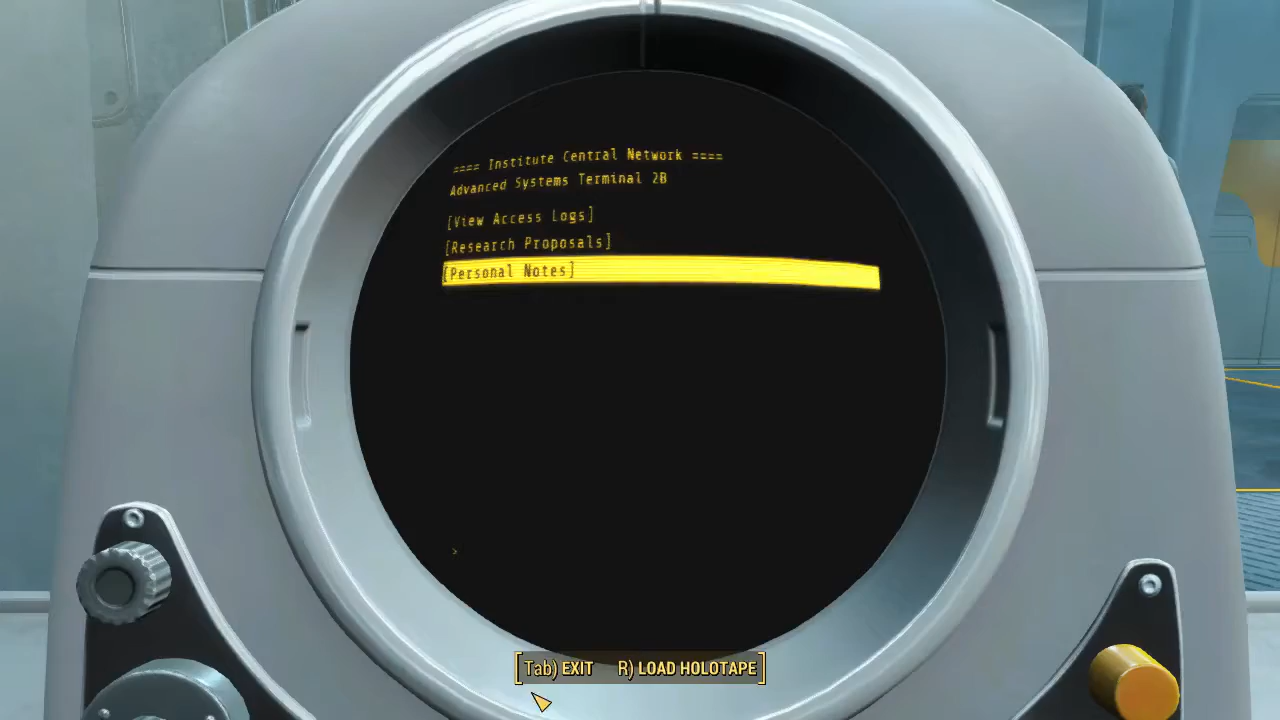 ==== Institute Central Network ====
Advanced Systems Terminal 2B
[View Access Logs]
[Research Proposals]
[Personal Notes]
>
[Tab) EXIT R) LOAD HOLOTAPE]